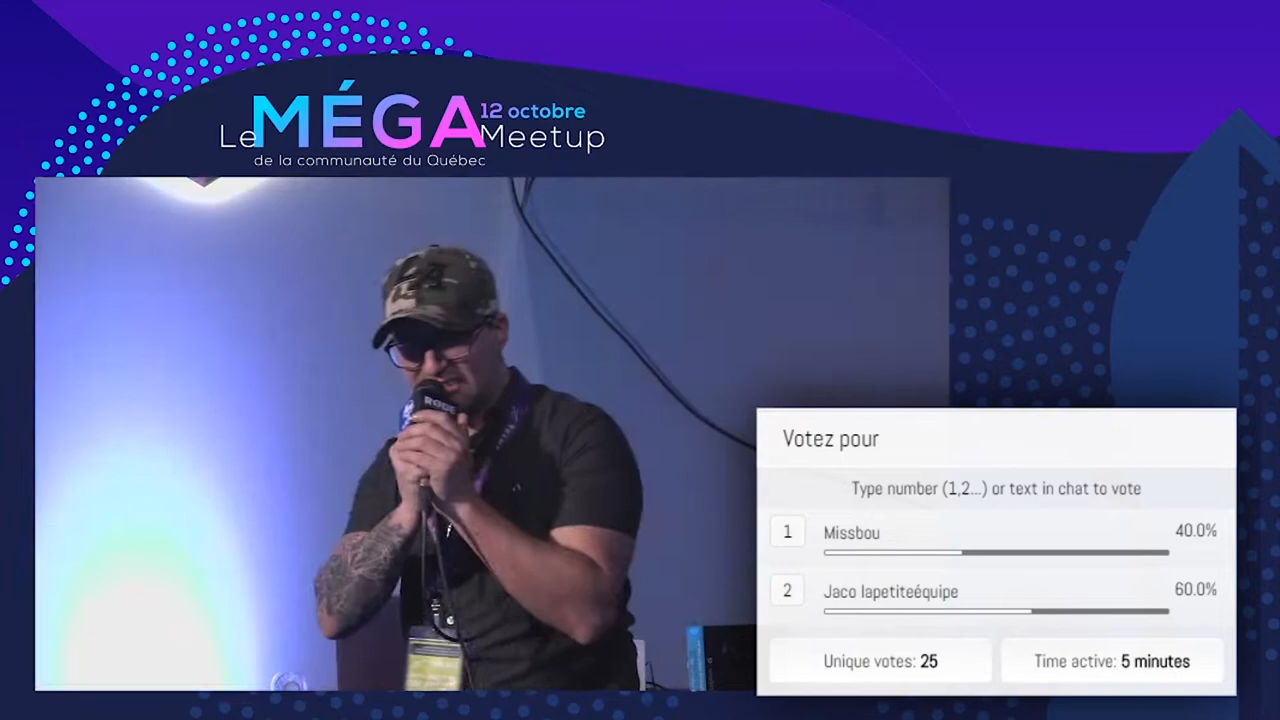 12 octobre
Le MÉGA Meetup
de la communauté du Québec
RØDE
Votez pour
Type number (1,2...) or text in chat to vote
1 Missbou 40.0%
2 Jaco lapetiteéquipe 60.0%
Unique votes: 25 Time active: 5 minutes